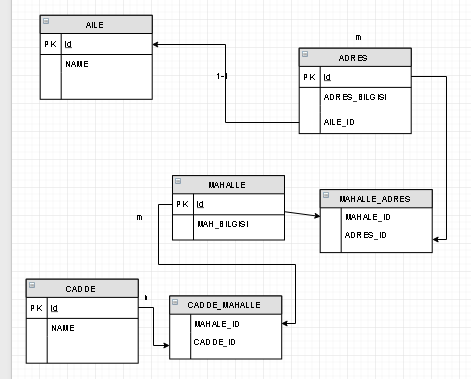 AILE
PK Id
NAME
m
ADRES
PK Id
ADRES_BILGISI
AILE_ID
1-1
MAHALLE
PK Id
MAH_BILGISI
MAHALLE_ADRES
MAHALE_ID
ADRES_ID
m
CADDE
PK Id
NAME
CADDE_MAHALLE
MAHALE_ID
CADDE_ID